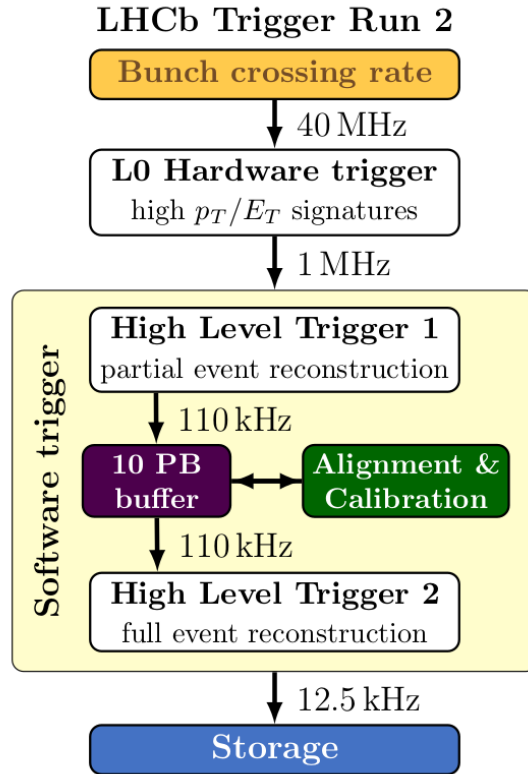 LHCb Trigger Run 2
Bunch crossing rate
40 MHz
L0 Hardware trigger
high p_T/E_T signatures
1 MHz
Software trigger
High Level Trigger 1
partial event reconstruction
110 kHz
10 PB
buffer
Alignment &
Calibration
110 kHz
High Level Trigger 2
full event reconstruction
12.5 kHz
Storage